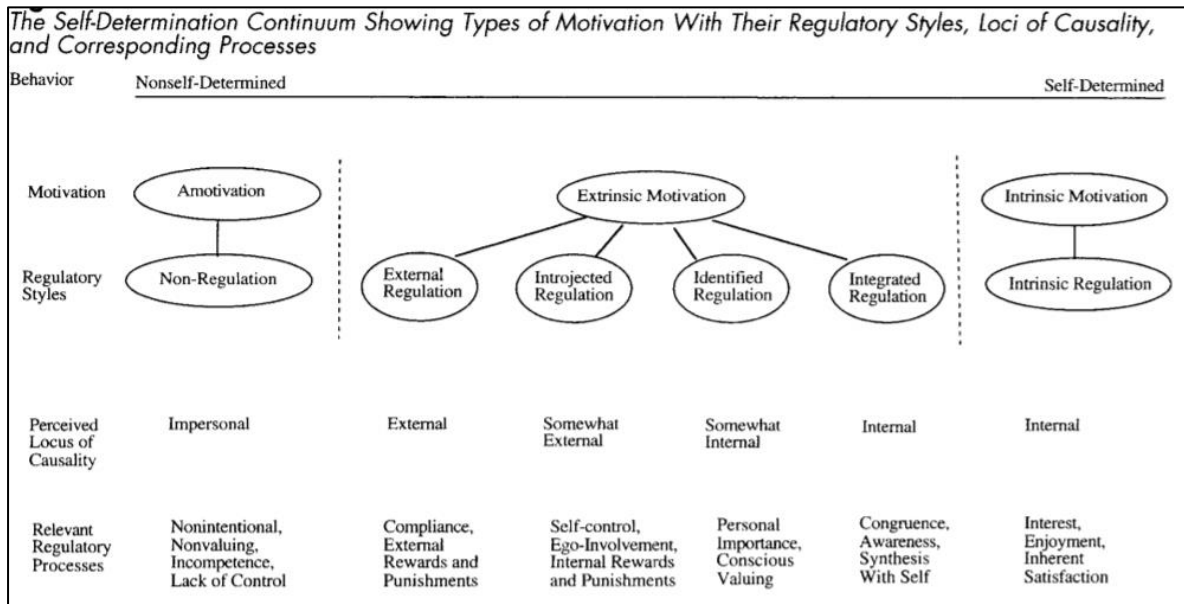 The Self-Determination Continuum Showing Types of Motivation With Their Regulatory Styles, Loci of Causality,
and Corresponding Processes
Behavior Nonself-Determined Self-Determined
Motivation Amotivation Extrinsic Motivation Intrinsic Motivation
Regulatory
Styles
Non-Regulation
External
Regulation
Introjected
Regulation
Identified
Regulation
Integrated
Regulation
Intrinsic Regulation
Perceived
Locus of
Causality
Impersonal
External
Somewhat
External
Somewhat
Internal
Internal
Internal
Relevant
Regulatory
Processes
Nonintentional,
Nonvaluing,
Incompetence,
Lack of Control
Compliance,
External
Rewards and
Punishments
Self-control,
Ego-Involvement,
Internal Rewards
and Punishments
Personal
Importance,
Conscious
Valuing
Congruence,
Awareness,
Synthesis
With Self
Interest,
Enjoyment,
Inherent
Satisfaction